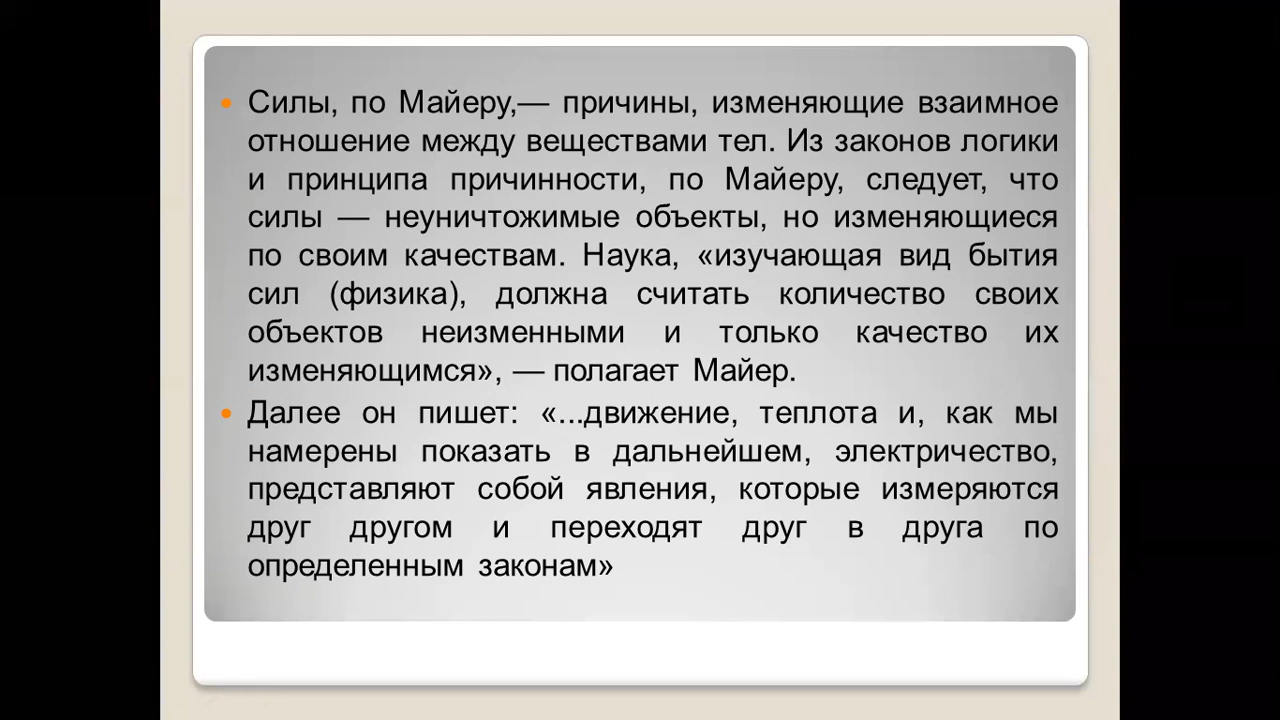 • Силы, по Майеру,— причины, изменяющие взаимное
отношение между веществами тел. Из законов логики
и принципа причинности, по Майеру, следует, что
силы — неуничтожимые объекты, но изменяющиеся
по своим качествам. Наука, «изучающая вид бытия
сил (физика), должна считать количество своих
объектов неизменными и только качество их
изменяющимся», — полагает Майер.
• Далее он пишет: «...движение, теплота и, как мы
намерены показать в дальнейшем, электричество,
представляют собой явления, которые измеряются
друг другом и переходят друг в друга по
определенным законам»